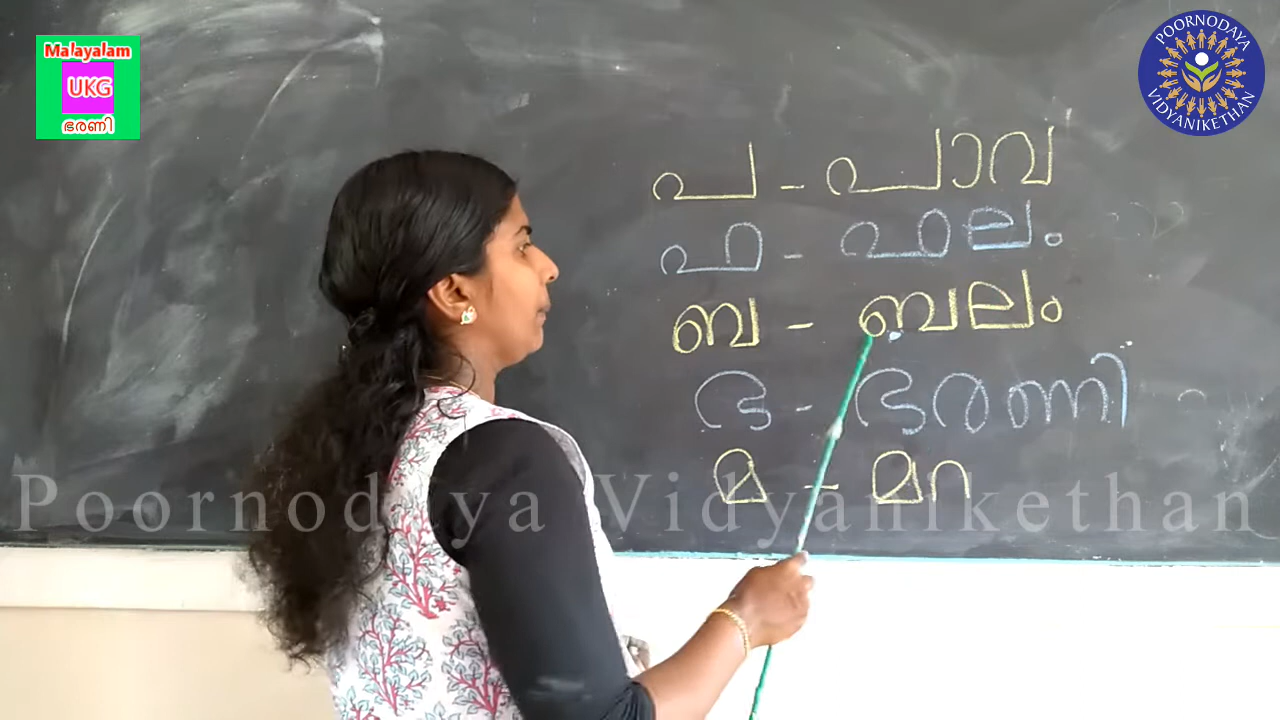 Malayalam
UKG
ഭരണി
POORNODAYA
VIDYANIKETHAN
പ - പാവ
ഫ - ഫലം
ബ - ബലം
ഭ - ഭരണി
മ - മറ
Poornodaya Vidyanikethan